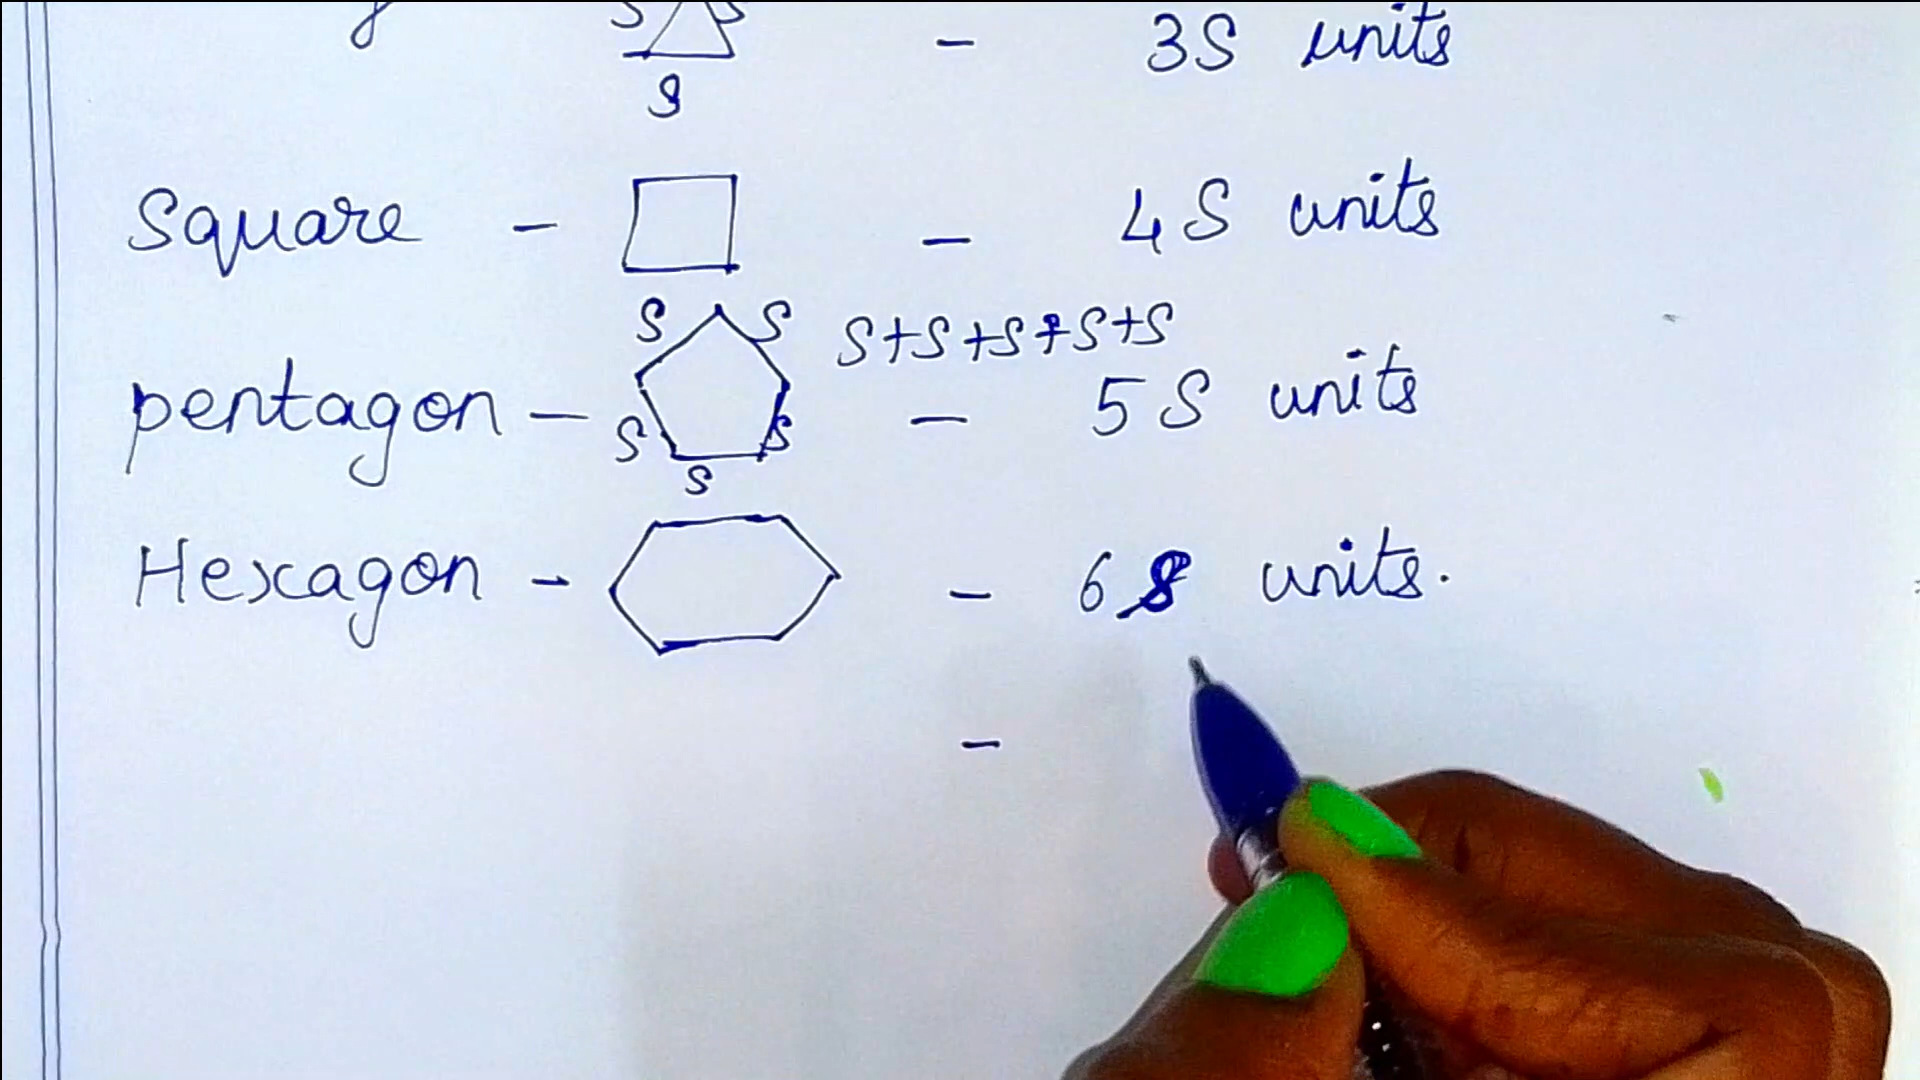 S S - 3S units
S
Square - - 4S units
S S S+S+S+S+S
pentagon - - 5S units
S S
S
Hexagon - - 6S units.
-